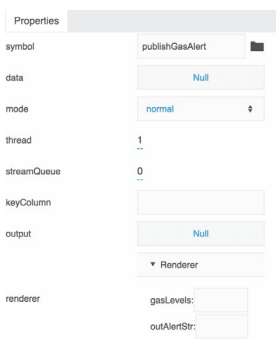 Properties
symbol publishGasAlert
data Null
mode normal
thread 1
streamQueue 0
keyColumn
output Null
▼ Renderer
renderer gasLevels:
outAlertStr: